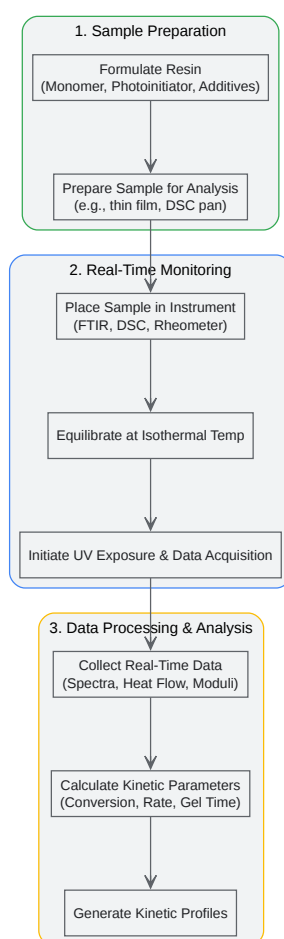 1. Sample Preparation
Formulate Resin
(Monomer, Photoinitiator, Additives)
Prepare Sample for Analysis
(e.g., thin film, DSC pan)
2. Real-Time Monitoring
Place Sample in Instrument
(FTIR, DSC, Rheometer)
Equilibrate at Isothermal Temp
Initiate UV Exposure & Data Acquisition
3. Data Processing & Analysis
Collect Real-Time Data
(Spectra, Heat Flow, Moduli)
Calculate Kinetic Parameters
(Conversion, Rate, Gel Time)
Generate Kinetic Profiles